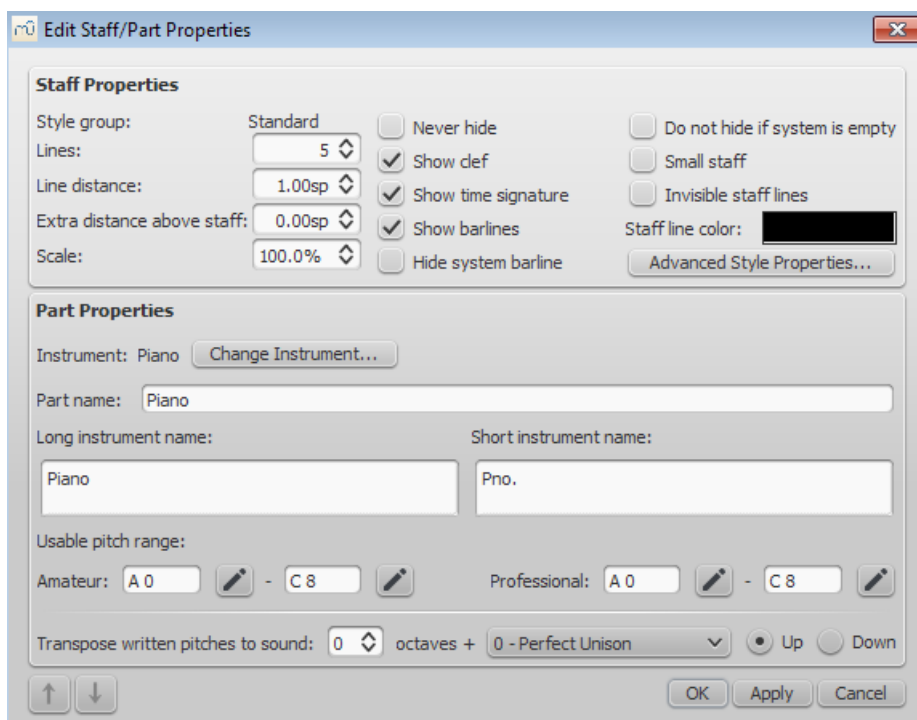 Edit Staff/Part Properties
Staff Properties
Style group: Standard
Never hide
Do not hide if system is empty
Lines: 5
Show clef
Small staff
Line distance: 1.00sp
Show time signature
Invisible staff lines
Extra distance above staff: 0.00sp
Show barlines
Staff line color:
Scale: 100.0%
Hide system barline
Advanced Style Properties...
Part Properties
Instrument: Piano Change Instrument...
Part name: Piano
Long instrument name: Short instrument name:
Piano Pno.
Usable pitch range:
Amateur: A 0 - C 8 Professional: A 0 - C 8
Transpose written pitches to sound: 0 octaves + 0 - Perfect Unison Up Down
OK Apply Cancel